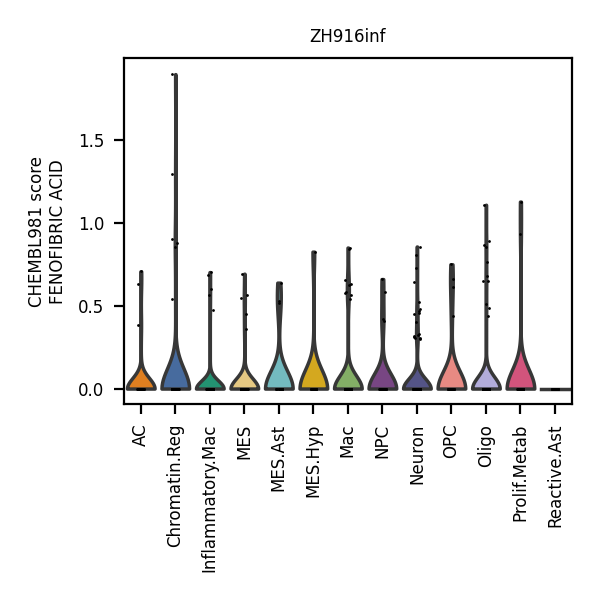 ZH916inf
CHEMBL981 score
FENOFIBRIC ACID
1.5
1.0
0.5
0.0
AC
Chromatin.Reg
Inflammatory.Mac
MES
MES.Ast
MES.Hyp
Mac
NPC
Neuron
OPC
Oligo
Prolif.Metab
Reactive.Ast